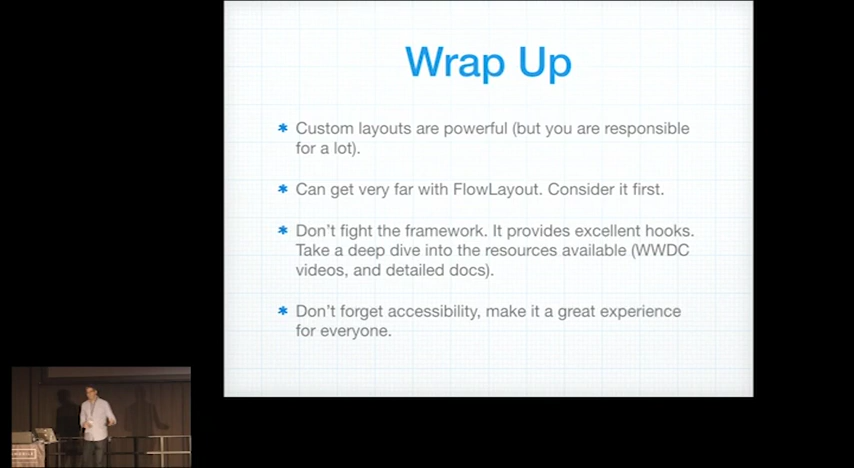 Wrap Up
* Custom layouts are powerful (but you are responsible
for a lot).
* Can get very far with FlowLayout. Consider it first.
* Don't fight the framework. It provides excellent hooks.
Take a deep dive into the resources available (WWDC
videos, and detailed docs).
* Don't forget accessibility, make it a great experience
for everyone.